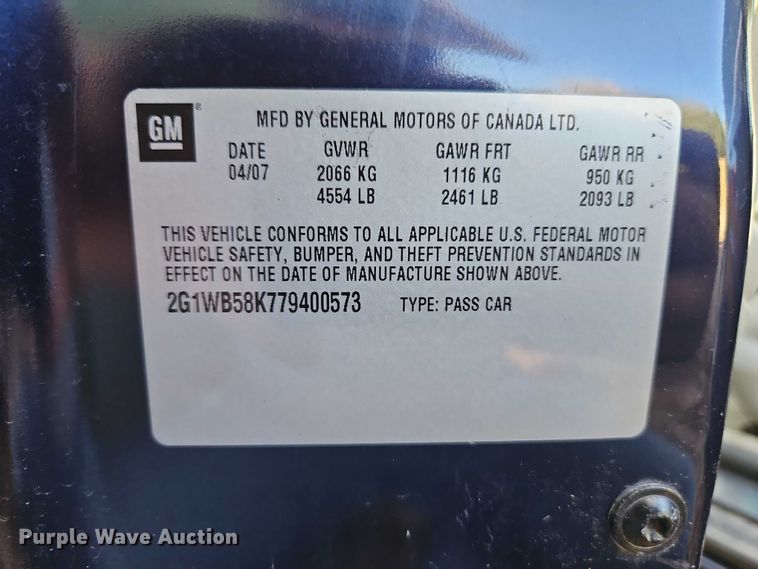 GM® MFD BY GENERAL MOTORS OF CANADA LTD.
DATE GVWR GAWR FRT GAWR RR
04/07 2066 KG 1116 KG 950 KG
4554 LB 2461 LB 2093 LB
THIS VEHICLE CONFORMS TO ALL APPLICABLE U.S. FEDERAL MOTOR
VEHICLE SAFETY, BUMPER, AND THEFT PREVENTION STANDARDS IN
EFFECT ON THE DATE OF MANUFACTURE SHOWN ABOVE.
2G1WB58K779400573 TYPE: PASS CAR
Purple Wave Auction